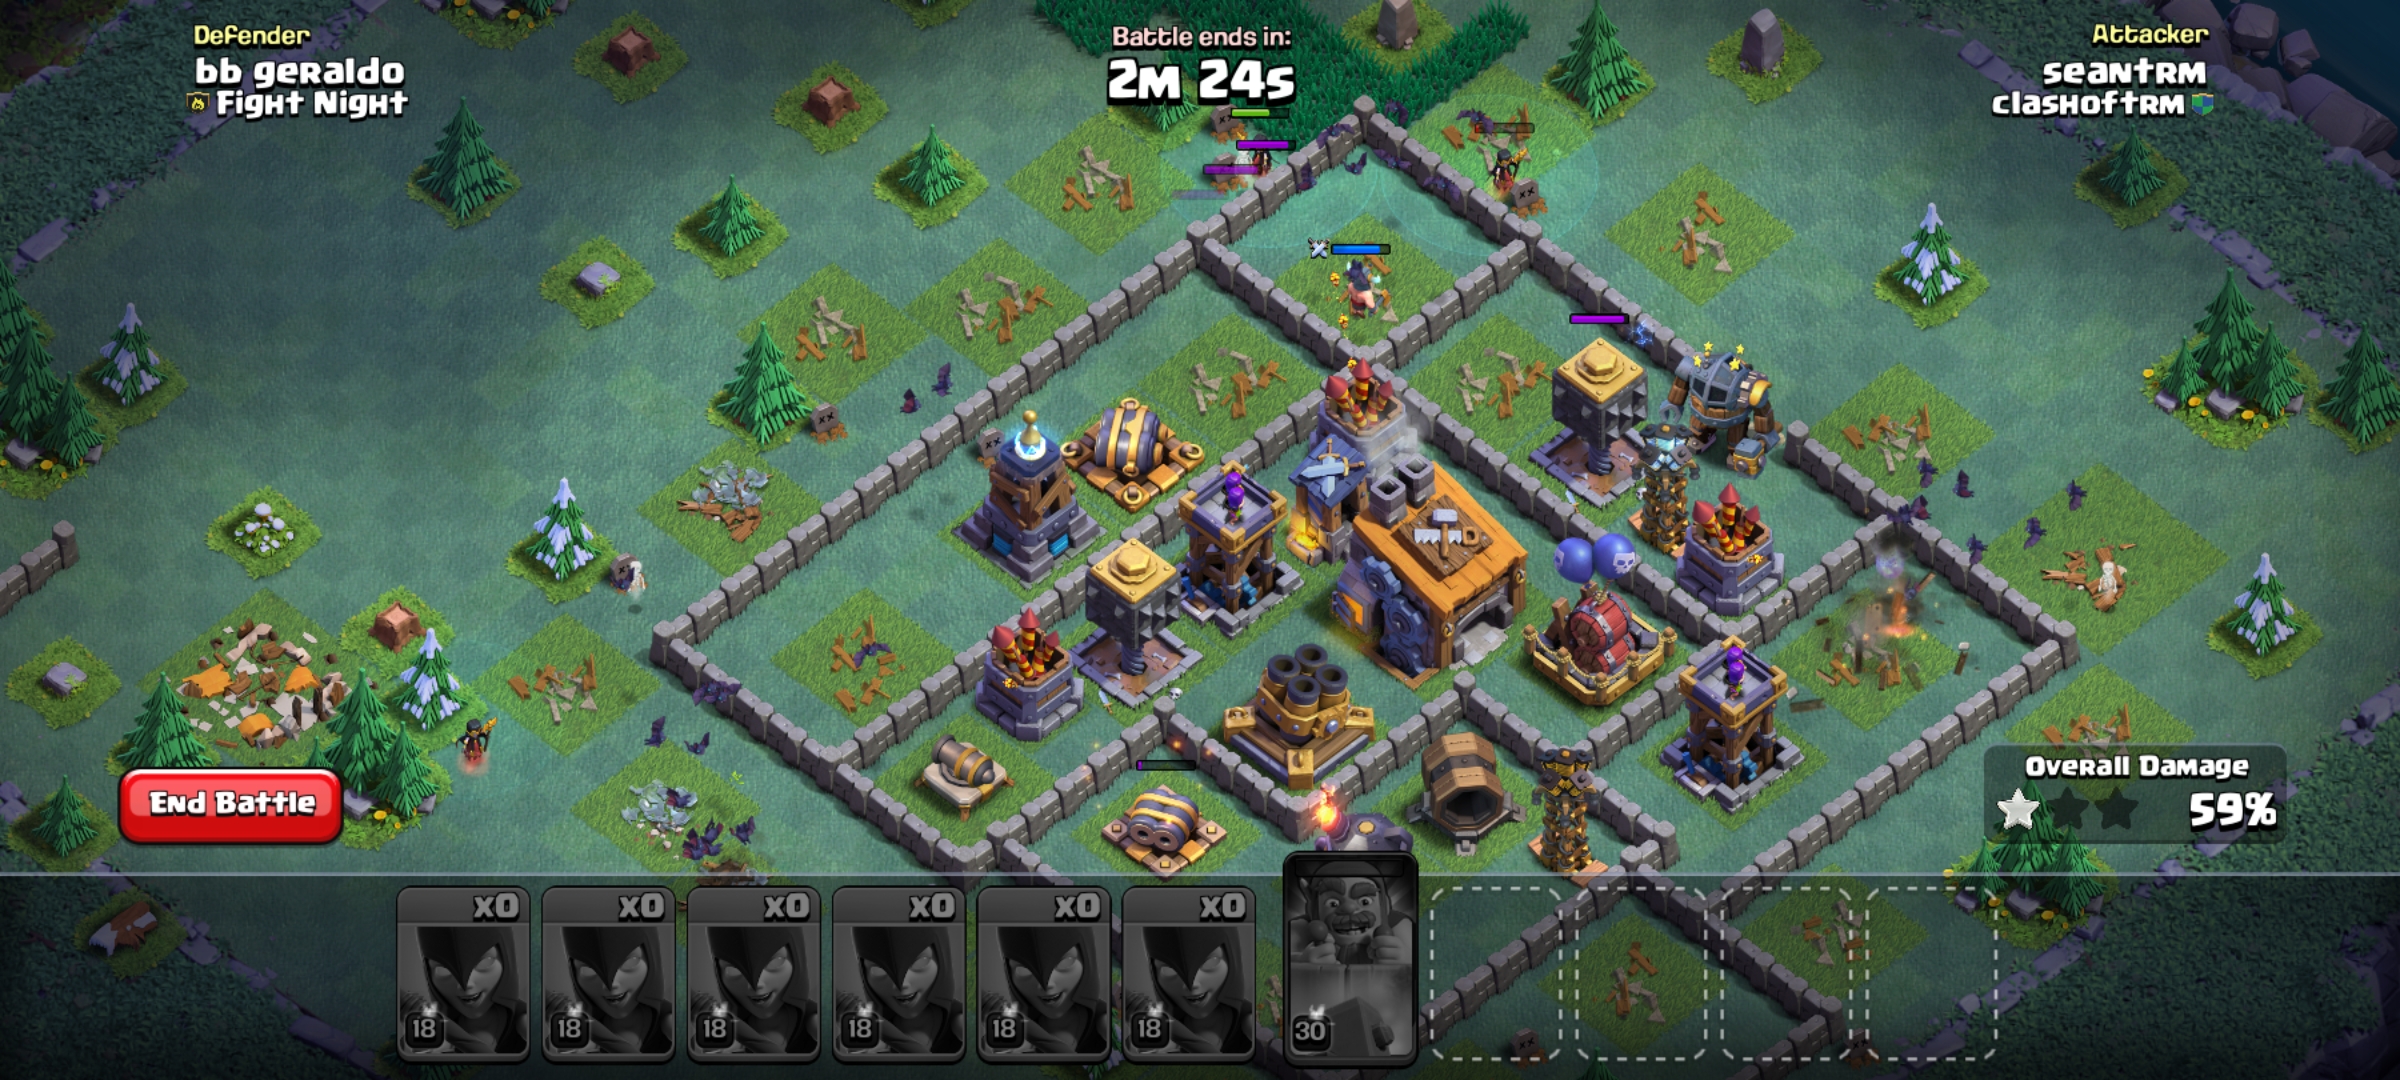 Defender
bb geraldo
Fight Night
Battle ends in:
2m 24s
Attacker
seantrm
clashoftrm
End Battle
Overall Damage
59%
x0
x0
x0
x0
x0
x0
18
18
18
18
18
18
30